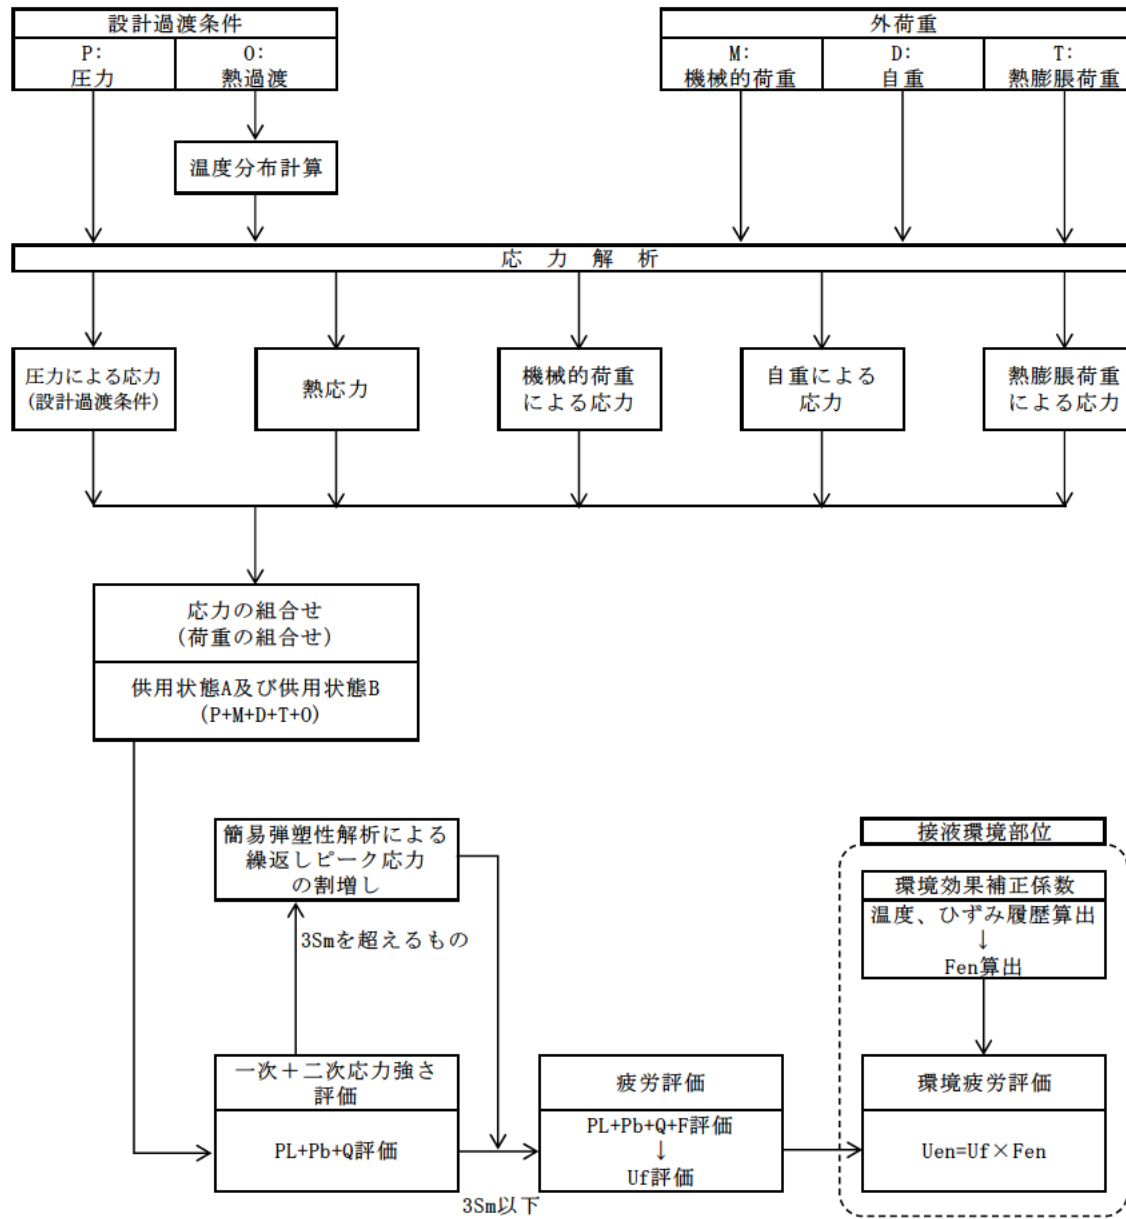 設計過渡条件
P:
圧力
O:
熱過渡
外荷重
M:
機械的荷重
D:
自重
T:
熱膨脹荷重
温度分布計算
応 力 解 析
圧力による応力
(設計過渡条件)
熱応力
機械的荷重
による応力
自重による
応力
熱膨脹荷重
による応力
応力の組合せ
(荷重の組合せ)
供用状態A及び供用状態B
(P+M+D+T+O)
簡易弾塑性解析による
繰返しピーク応力
の割増し
3Smを超えるもの
接液環境部位
環境効果補正係数
温度、ひずみ履歴算出
↓
Fen算出
一次+二次応力強さ
評価
PL+Pb+Q評価
3Sm以下
疲労評価
PL+Pb+Q+F評価
↓
Uf評価
環境疲労評価
Uen=Uf×Fen